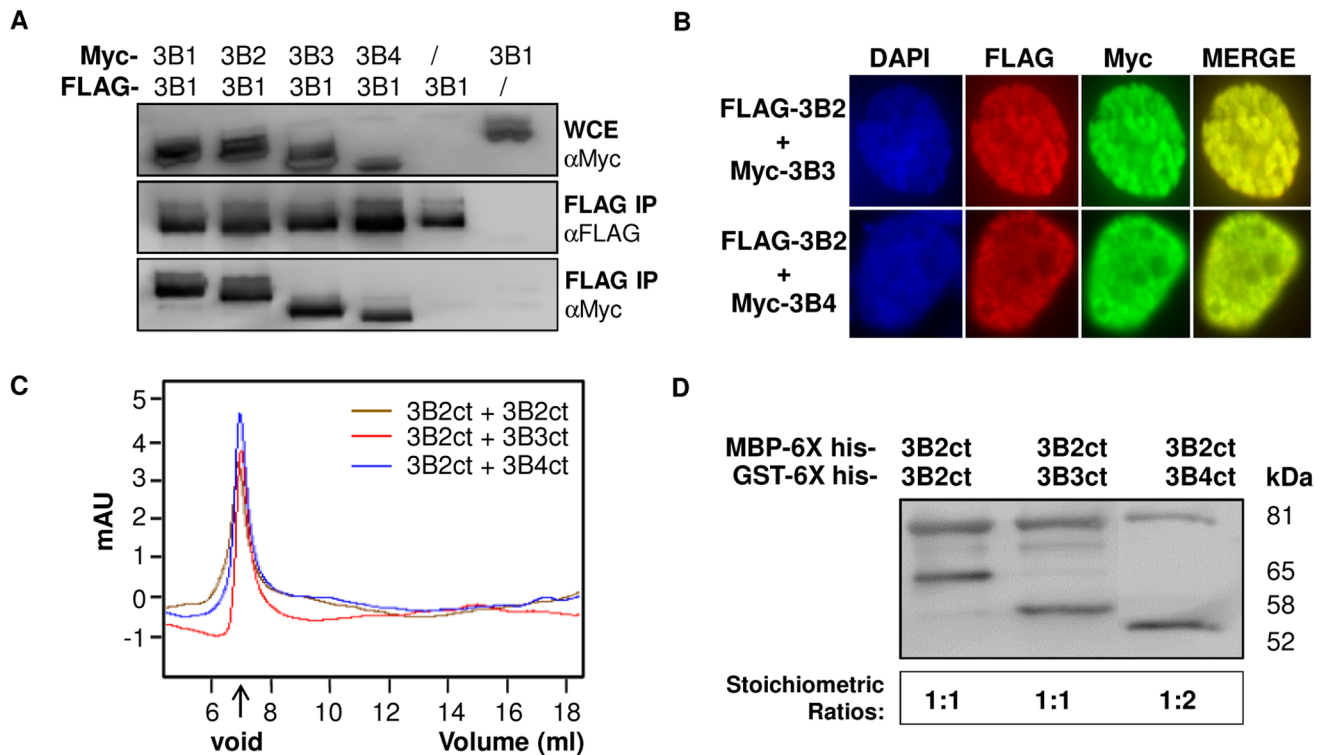 A
Myc- 3B1 3B2 3B3 3B4 / 3B1
FLAG- 3B1 3B1 3B1 3B1 3B1 /
WCE
αMyc
FLAG IP
αFLAG
FLAG IP
αMyc
B
DAPI FLAG Myc MERGE
FLAG-3B2
+
Myc-3B3
FLAG-3B2
+
Myc-3B4
C
mAU
5
4
3
2
1
0
-1
3B2ct + 3B2ct
3B2ct + 3B3ct
3B2ct + 3B4ct
6 8 10 12 14 16 18
void Volume (ml)
D
MBP-6X his- 3B2ct 3B2ct 3B2ct
GST-6X his- 3B2ct 3B3ct 3B4ct kDa
81
65
58
52
Stoichiometric
Ratios: 1:1 1:1 1:2